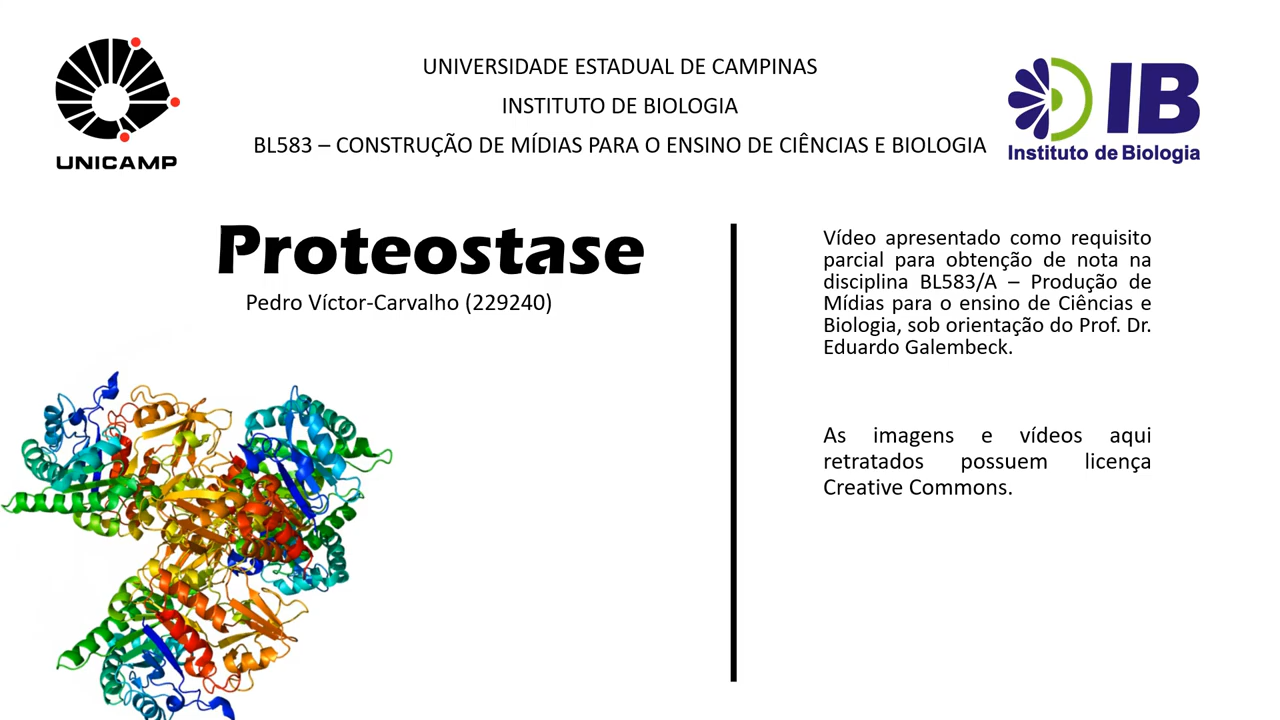 UNICAMP
UNIVERSIDADE ESTADUAL DE CAMPINAS
INSTITUTO DE BIOLOGIA
BL583 – CONSTRUÇÃO DE MÍDIAS PARA O ENSINO DE CIÊNCIAS E BIOLOGIA
IB
Instituto de Biologia
Proteostase
Pedro Víctor-Carvalho (229240)
Vídeo apresentado como requisito
parcial para obtenção de nota na
disciplina BL583/A – Produção de
Mídias para o ensino de Ciências e
Biologia, sob orientação do Prof. Dr.
Eduardo Galembeck.
As imagens e vídeos aqui
retratados possuem licença
Creative Commons.